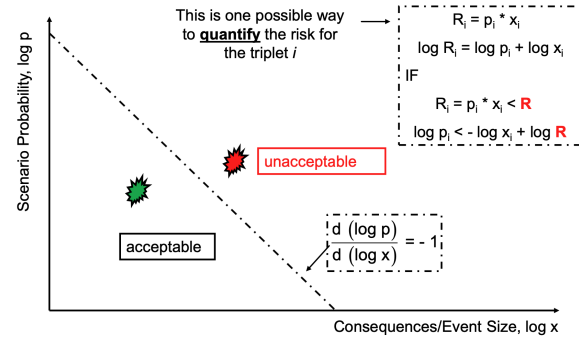 This is one possible way
to quantify the risk for
the triplet i
Rᵢ = pᵢ * xᵢ
log Rᵢ = log pᵢ + log xᵢ
IF
Rᵢ = pᵢ * xᵢ < R
log pᵢ < - log xᵢ + log R
Scenario Probability, log p
unacceptable
acceptable
d (log p)
d (log x)
= - 1
Consequences/Event Size, log x